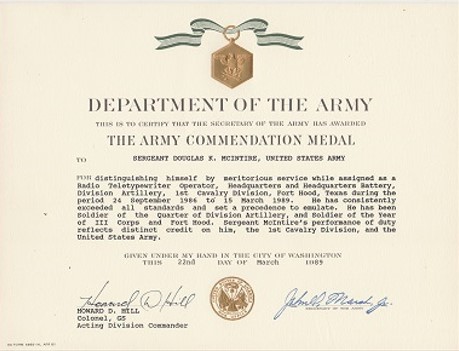 DEPARTMENT OF THE ARMY
THIS IS TO CERTIFY THAT THE SECRETARY OF THE ARMY HAS AWARDED
THE ARMY COMMENDATION MEDAL
TO SERGEANT DOUGLAS K. MCINTIRE, UNITED STATES ARMY
FOR distinguishing himself by meritorious service while assigned as a
Radio Teletypewriter Operator, Headquarters and Headquarters Battery,
Division Artillery, 1st Cavalry Division, Fort Hood, Texas during the
period 24 September 1986 to 15 March 1989. He has consistently
exceeded all standards and set a precedence to emulate. He has been
Soldier of the Quarter of Division Artillery, and Soldier of the Year
of III Corps and Fort Hood. Sergeant McIntire's performance of duty
reflects distinct credit on him, the 1st Cavalry Division, and the
United States Army.
GIVEN UNDER MY HAND IN THE CITY OF WASHINGTON
THIS 22nd DAY OF March 1989
Howard D. Hill
HOWARD D. HILL
Colonel, GS
Acting Division Commander
John O. Marsh, Jr.
SECRETARY OF THE ARMY